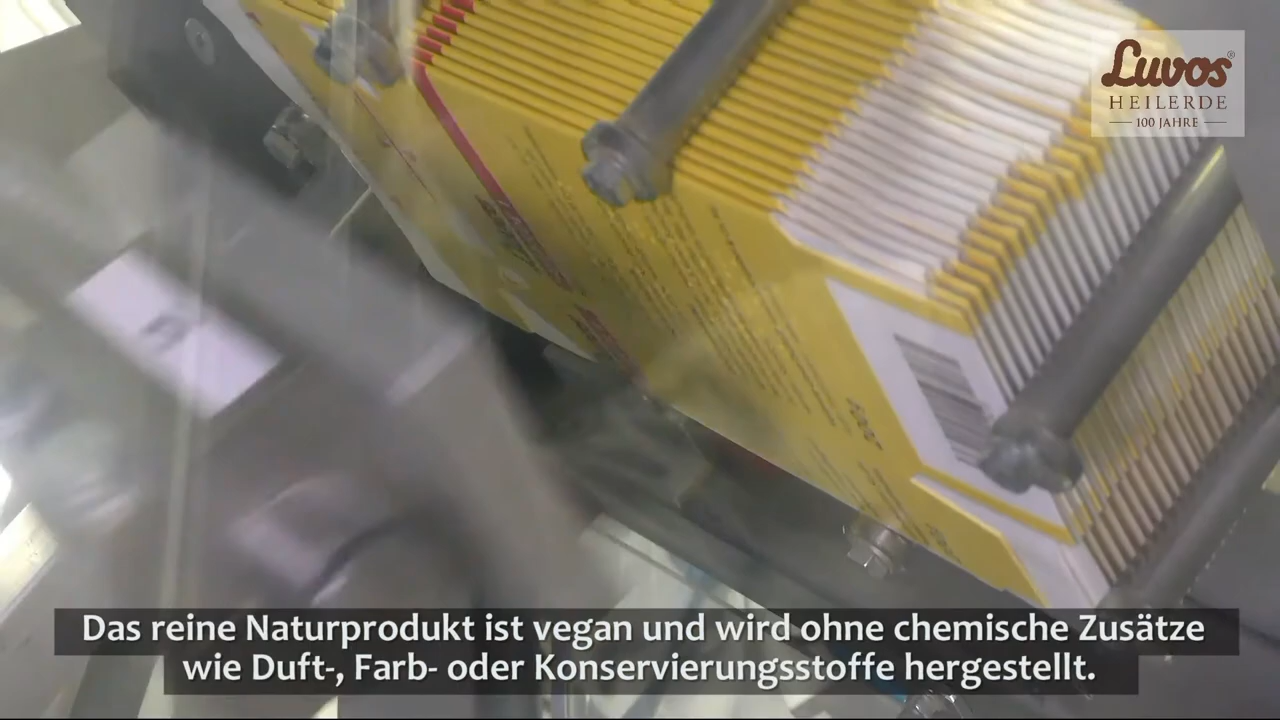 Luvos®
HEILERDE
100 JAHRE
Das reine Naturprodukt ist vegan und wird ohne chemische Zusätze
wie Duft-, Farb- oder Konservierungsstoffe hergestellt.